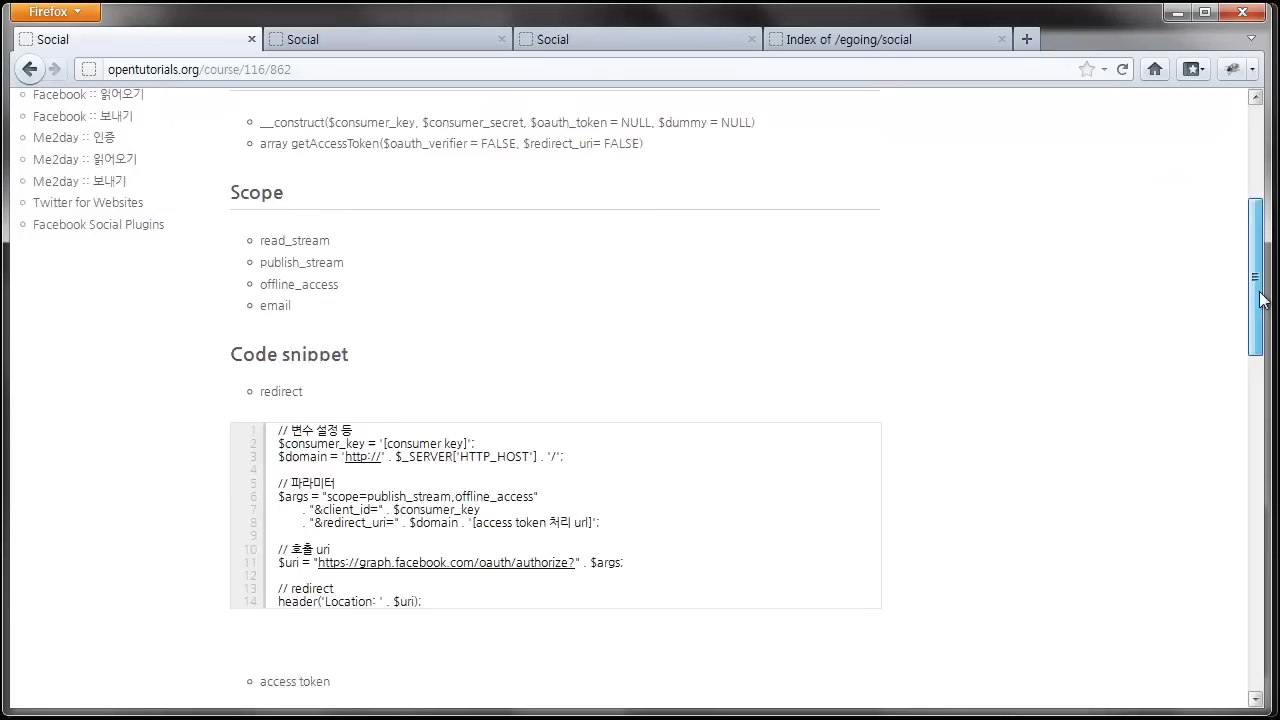 Firefox
Social
Social
Social
Index of /egoing/social
opentutorials.org/course/116/862
Facebook :: 읽어오기
Facebook :: 보내기
Me2day :: 인증
Me2day :: 읽어오기
Me2day :: 보내기
Twitter for Websites
Facebook Social Plugins
__construct($consumer_key, $consumer_secret, $oauth_token = NULL, $dummy = NULL)
array getAccessToken($oauth_verifier = FALSE, $redirect_uri= FALSE)
Scope
read_stream
publish_stream
offline_access
email
Code snippet
redirect
1 // 변수 설정 등
2 $consumer_key = '[consumer key]';
3 $domain = 'http://' . $_SERVER['HTTP_HOST'] . '/';
4
5 // 파라미터
6 $args = "scope=publish_stream,offline_access"
7 . "&client_id=" . $consumer_key
8 . "&redirect_uri=" . $domain . '[access token 처리 url]';
9
10 // 호출 uri
11 $uri = "https://graph.facebook.com/oauth/authorize?" . $args;
12
13 // redirect
14 header('Location: ' . $uri);
access token